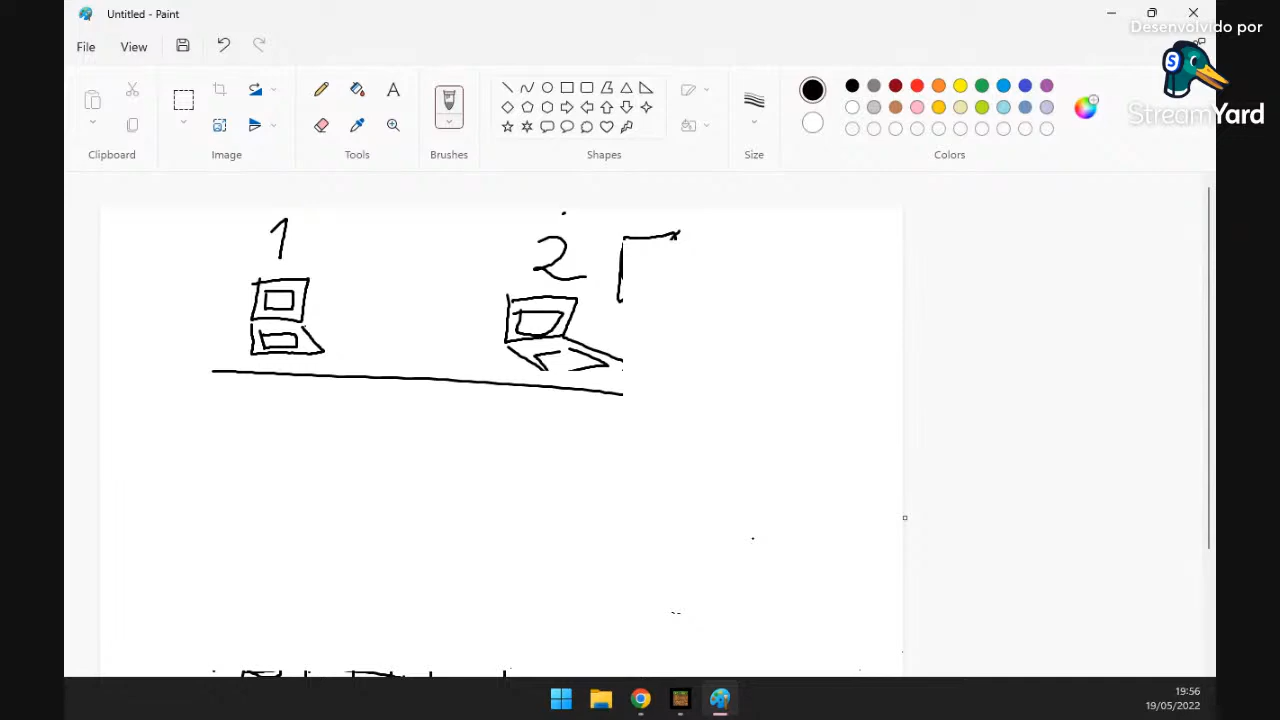 Untitled - Paint
Desenvolvido por
StreamYard
File
View
Clipboard
Image
Tools
Brushes
Shapes
Size
Colors
1
2
19:56
19/05/2022